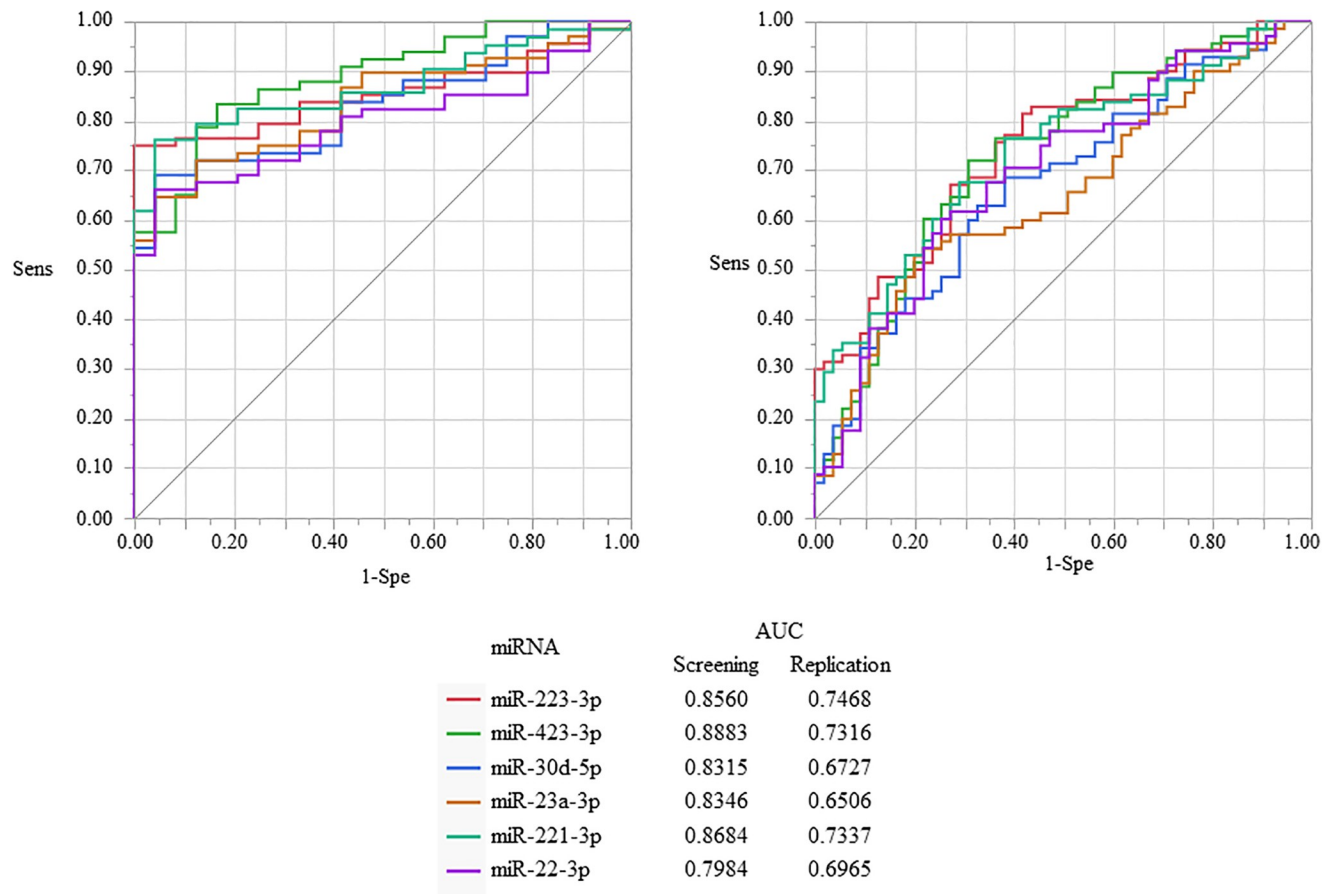 1.00
0.90
0.80
0.70
0.60
Sens
0.50
0.40
0.30
0.20
0.10
0.00
0.00 0.20 0.40 0.60 0.80 1.00
1-Spe
1.00
0.90
0.80
0.70
0.60
Sens
0.50
0.40
0.30
0.20
0.10
0.00
0.00 0.20 0.40 0.60 0.80 1.00
1-Spe
miRNA AUC
Screening Replication
miR-223-3p 0.8560 0.7468
miR-423-3p 0.8883 0.7316
miR-30d-5p 0.8315 0.6727
miR-23a-3p 0.8346 0.6506
miR-221-3p 0.8684 0.7337
miR-22-3p 0.7984 0.6965